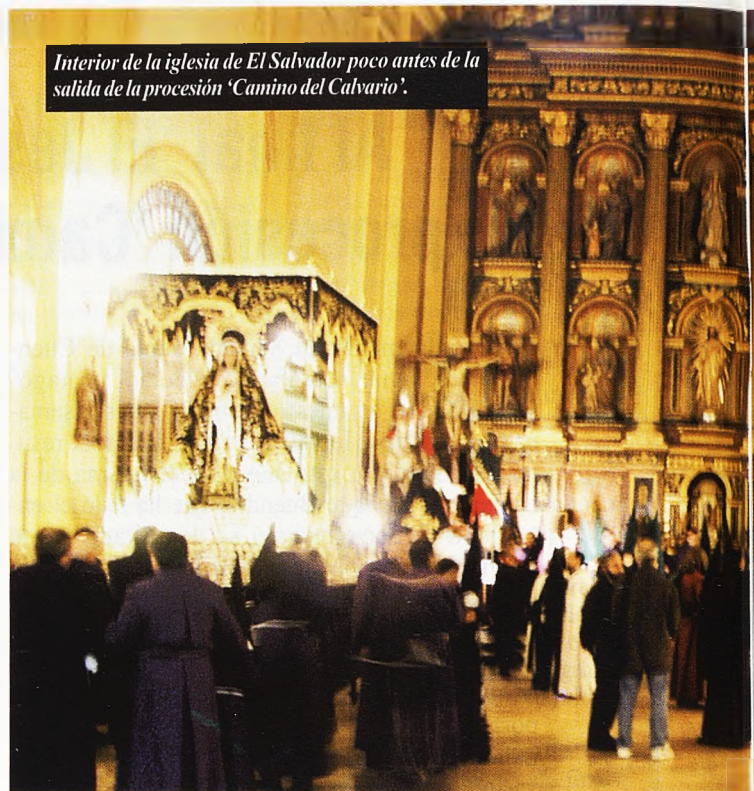 Interior de la iglesia de El Salvador poco antes de la
salida de la procesión ‘Camino del Calvario’.